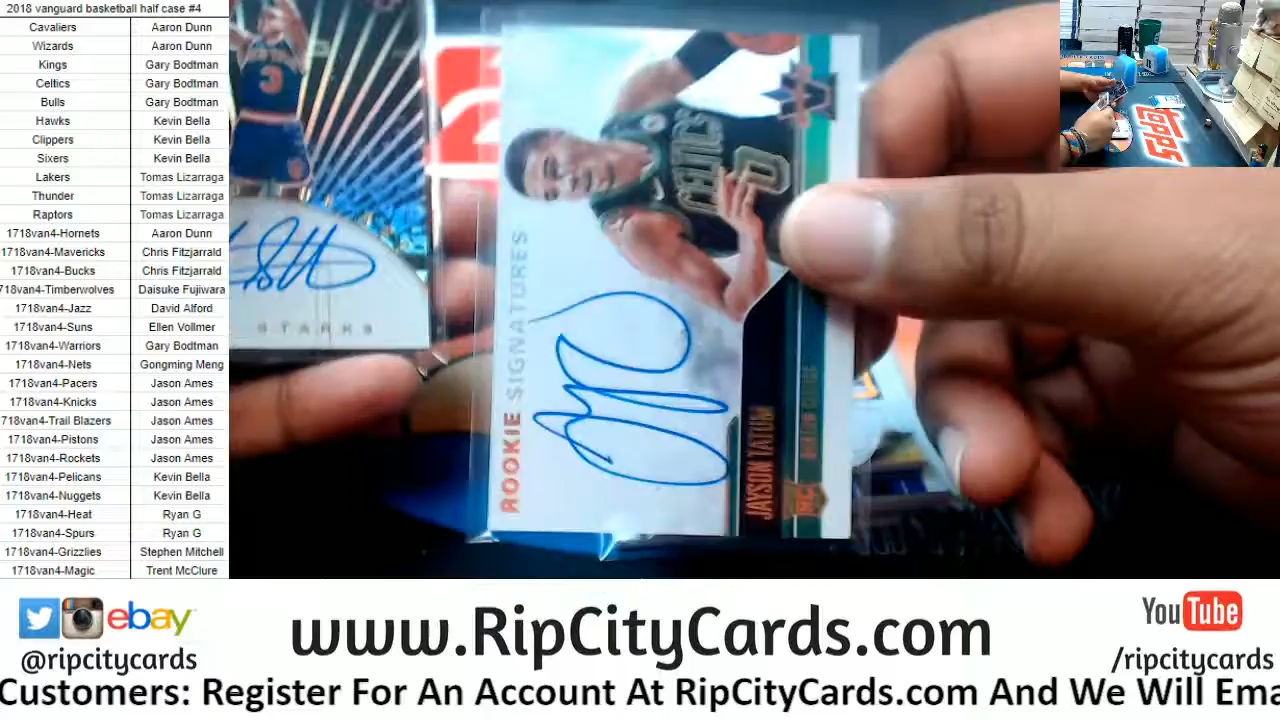 2018 vanguard basketball half case #4
Cavaliers Aaron Dunn
Wizards Aaron Dunn
Kings Gary Bodtman
Celtics Gary Bodtman
Bulls Gary Bodtman
Hawks Kevin Bella
Clippers Kevin Bella
Sixers Kevin Bella
Lakers Tomas Lizarraga
Thunder Tomas Lizarraga
Raptors Tomas Lizarraga
1718van4-Hornets Aaron Dunn
1718van4-Mavericks Chris Fitzjarrald
1718van4-Bucks Chris Fitzjarrald
1718van4-Timberwolves Daisuke Fujiwara
1718van4-Jazz David Alford
1718van4-Suns Ellen Vollmer
1718van4-Warriors Gary Bodtman
1718van4-Nets Gongming Meng
1718van4-Pacers Jason Ames
1718van4-Knicks Jason Ames
1718van4-Trail Blazers Jason Ames
1718van4-Pistons Jason Ames
1718van4-Rockets Jason Ames
1718van4-Pelicans Kevin Bella
1718van4-Nuggets Kevin Bella
1718van4-Heat Ryan G
1718van4-Spurs Ryan G
1718van4-Grizzlies Stephen Mitchell
1718van4-Magic Trent McClure
3
STARKS
ROOKIE SIGNATURES
CELTICS
0
JAYSON TATUM
RC
Topps
ebay
@ripcitycards
www.RipCityCards.com
YouTube
/ripcitycards
Customers: Register For An Account At RipCityCards.com And We Will Ema